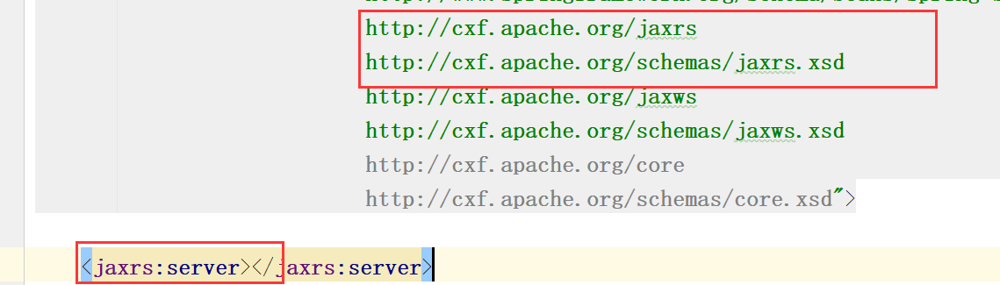 http://cxf.apache.org/jaxrs
http://cxf.apache.org/schemas/jaxrs.xsd
http://cxf.apache.org/jaxws
http://cxf.apache.org/schemas/jaxws.xsd
http://cxf.apache.org/core
http://cxf.apache.org/schemas/core.xsd">
<jaxrs:server></jaxrs:server>